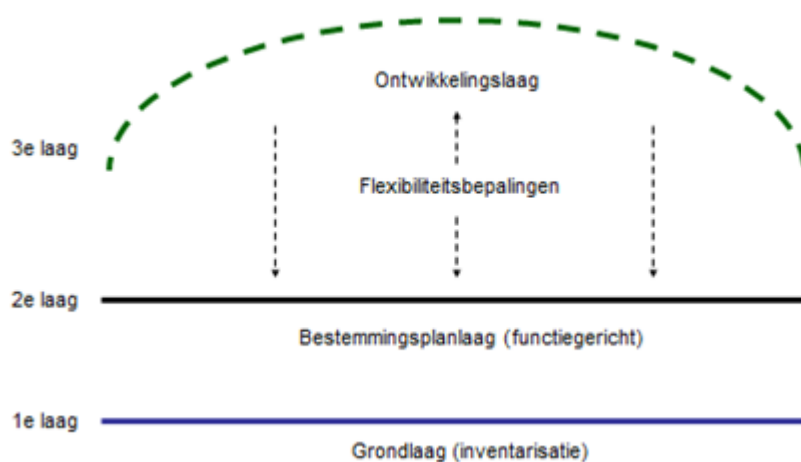 Ontwikkelingslaag
3e laag
Flexibiliteitsbepalingen
2e laag
Bestemmingsplanlaag (functiegericht)
1e laag
Grondlaag (inventarisatie)